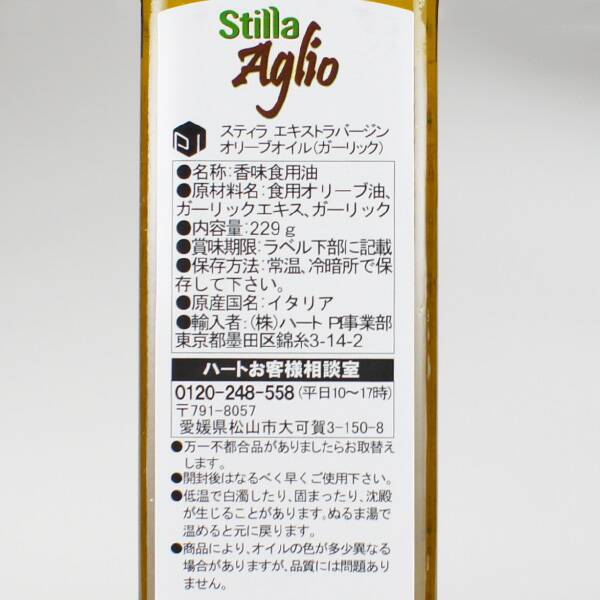 Stilla
Aglio
PI
スティラ エキストラバージン
オリーブオイル(ガーリック)
●名称:香味食用油
●原材料名:食用オリーブ油、
ガーリックエキス、ガーリック
●内容量:229g
●賞味期限:ラベル下部に記載
●保存方法:常温、冷暗所で保
存して下さい。
●原産国名:イタリア
●輸入者:(株)ハート PI事業部
東京都墨田区錦糸3-14-2
ハートお客様相談室
0120-248-558(平日10〜17時)
〒791-8057
愛媛県松山市大可賀3-150-8
●万一不都合品がありましたらお取替え
します。
●開封後はなるべく早くご使用下さい。
●低温で白濁したり、固まったり、沈殿
が生じることがあります。ぬるま湯で
温めると元に戻ります。
●商品により、オイルの色が多少異なる
場合がありますが、品質には問題あり
ません。